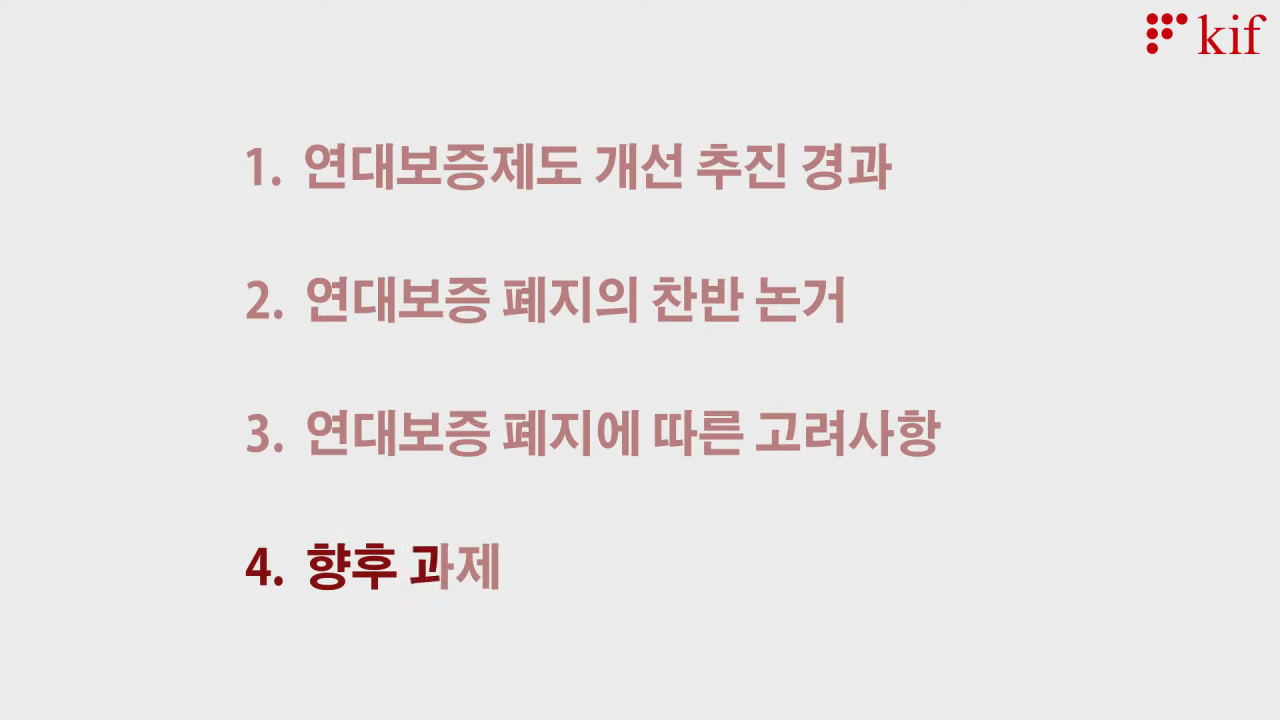 kif
1. 연대보증제도 개선 추진 경과
2. 연대보증 폐지의 찬반 논거
3. 연대보증 폐지에 따른 고려사항
4. 향후 과제